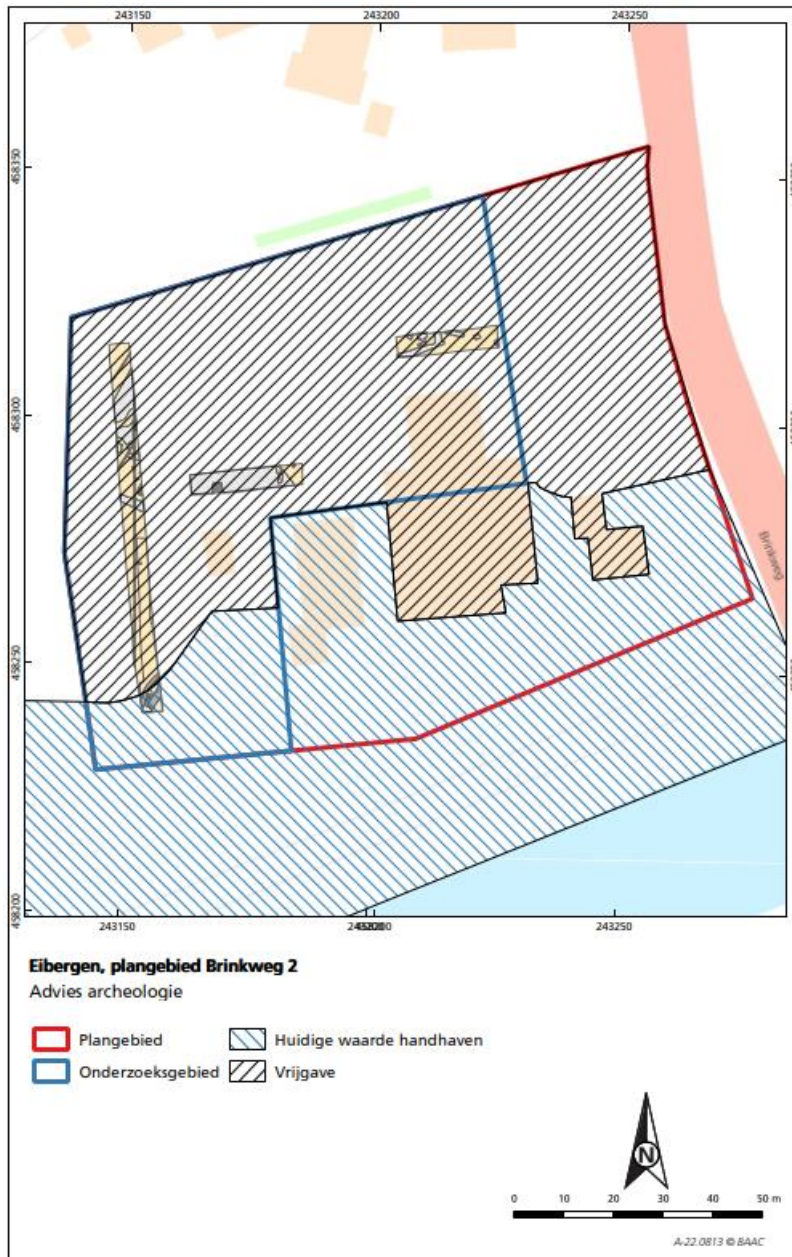 243150 243200 243250
458350
458300
458250
458200
Brinkweg
243150 243250
Eibergen, plangebied Brinkweg 2
Advies archeologie
Plangebied Huidige waarde handhaven
Onderzoeksgebied Vrijgave
N
0 10 20 30 40 50 m
A-22.0813 © BAAC